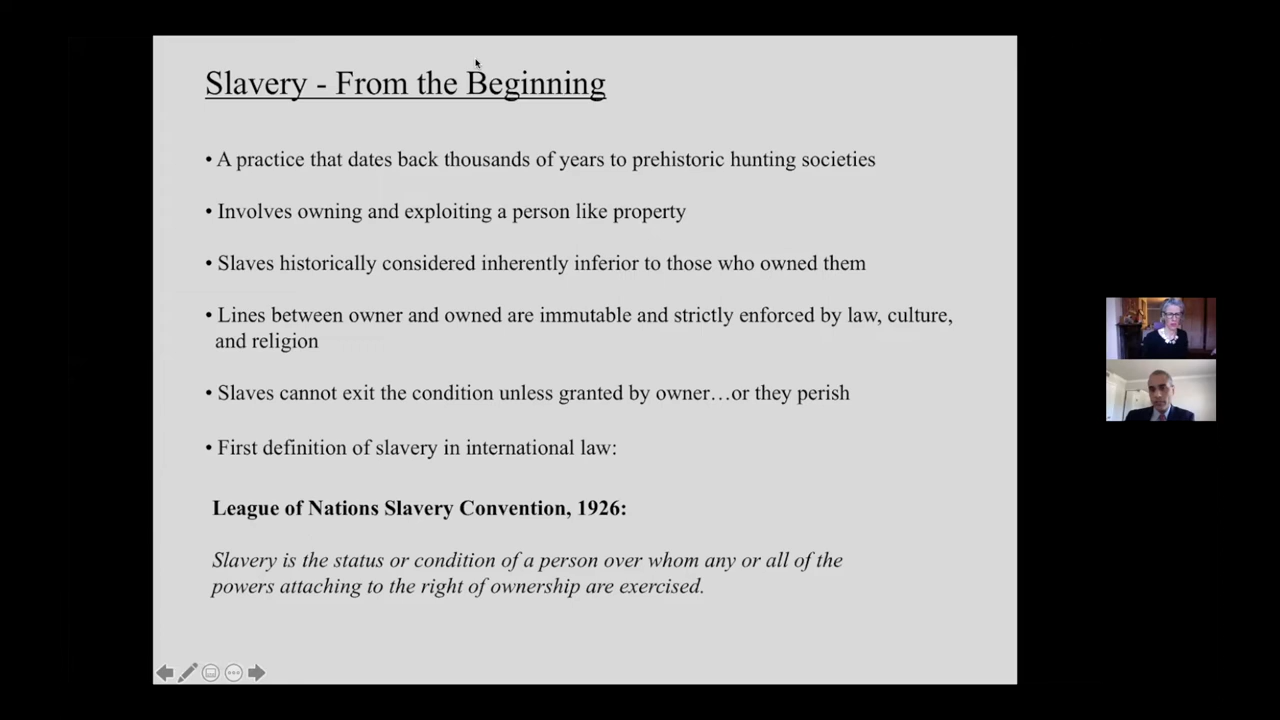 Slavery - From the Beginning
• A practice that dates back thousands of years to prehistoric hunting societies
• Involves owning and exploiting a person like property
• Slaves historically considered inherently inferior to those who owned them
• Lines between owner and owned are immutable and strictly enforced by law, culture,
and religion
• Slaves cannot exit the condition unless granted by owner…or they perish
• First definition of slavery in international law:
League of Nations Slavery Convention, 1926:
Slavery is the status or condition of a person over whom any or all of the
powers attaching to the right of ownership are exercised.